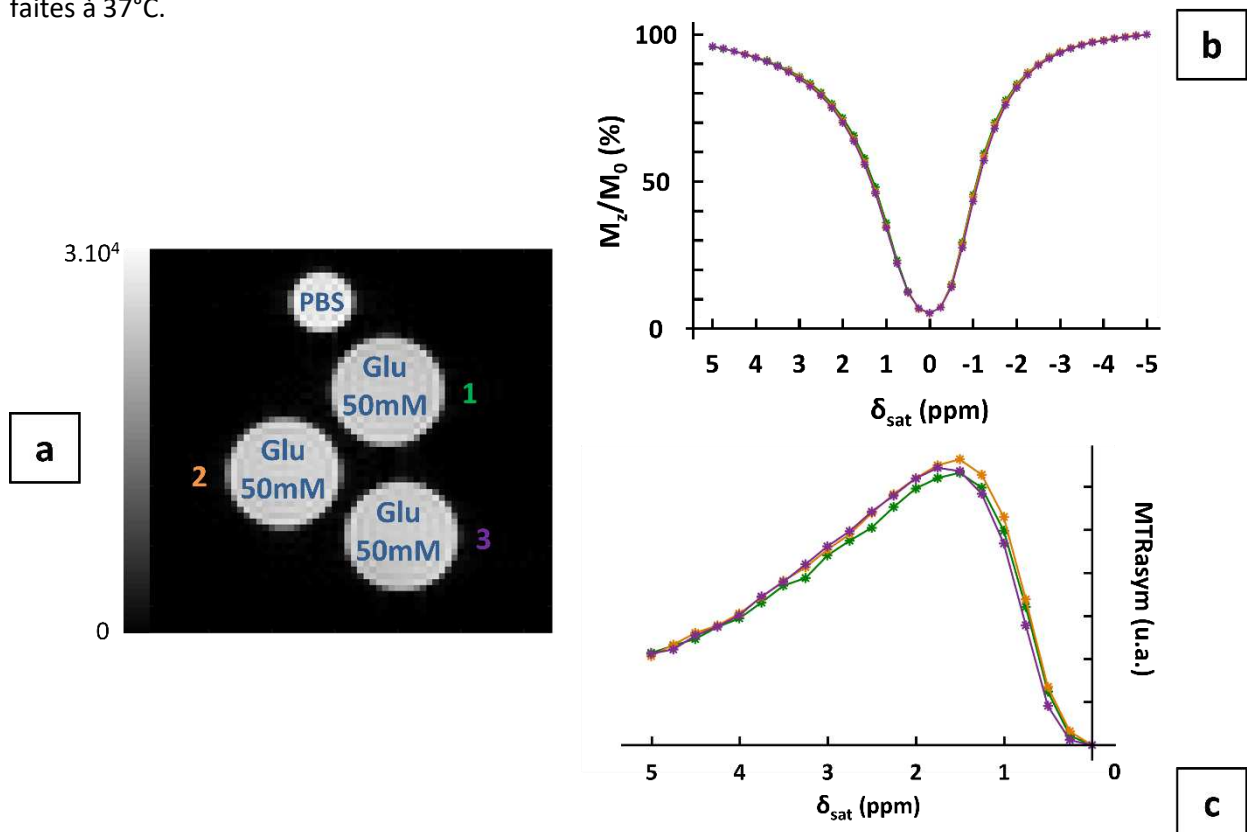 faites à 37°C.
3.10⁴
0
a
PBS
Glu
50mM
1
2
Glu
50mM
Glu
50mM
3
b
100
50
0
M_z/M_0 (%)
5 4 3 2 1 0 -1 -2 -3 -4 -5
δ_sat (ppm)
MTRasym (u.a.)
5 4 3 2 1 0
δ_sat (ppm)
c